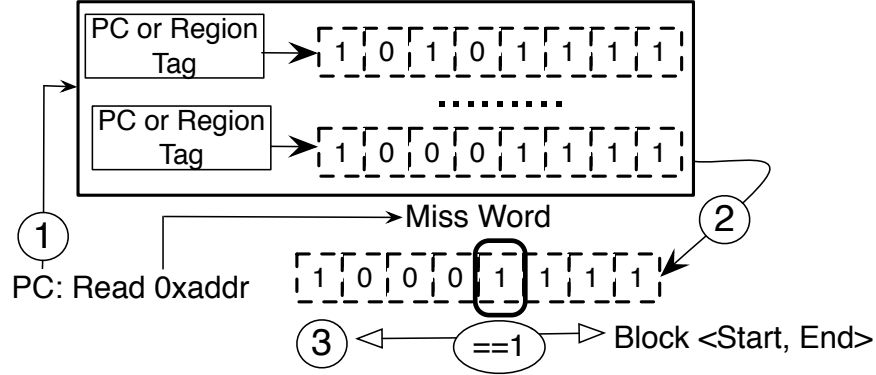 PC or Region
Tag
1 0 1 0 1 1 1 1
.........
PC or Region
Tag
1 0 0 0 1 1 1 1
1
Miss Word
2
PC: Read 0xaddr
1 0 0 0 1 1 1 1
3
==1
Block <Start, End>